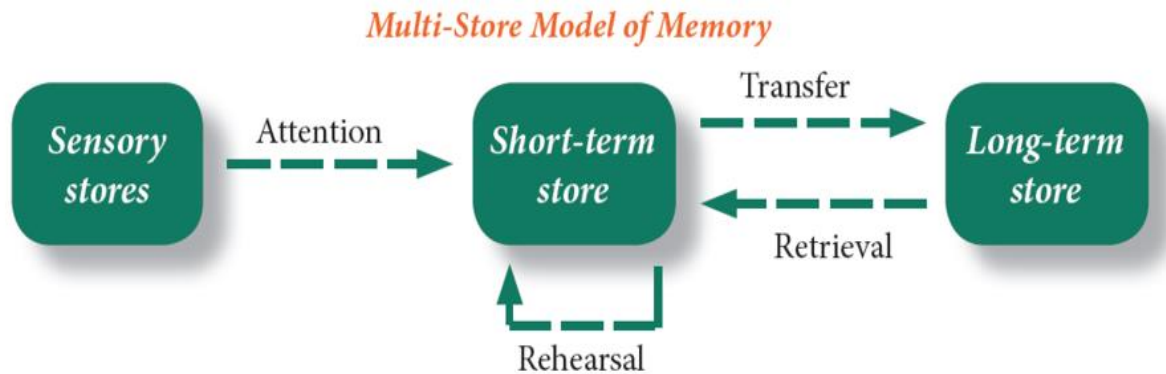 Multi-Store Model of Memory
Sensory
stores
Attention
Short-term
store
Transfer
Retrieval
Long-term
store
Rehearsal